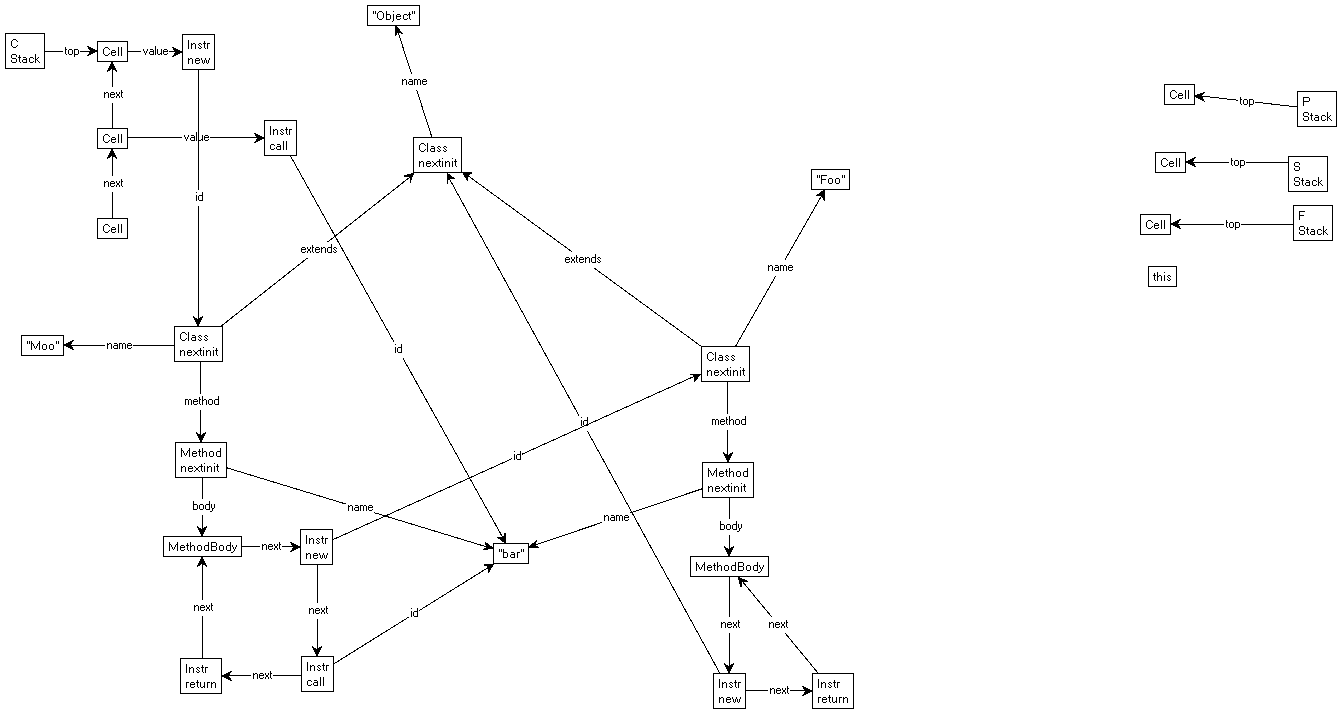 "Object"
C
Stack
top
Cell
value
Instr
new
name
next
Cell
top
P
Stack
Cell
value
Instr
call
Class
nextinit
Cell
top
S
Stack
next
id
"Foo"
Cell
Cell
top
F
Stack
extends
extends
name
this
"Moo"
name
Class
nextinit
id
Class
nextinit
method
method
id
id
Method
nextinit
Method
nextinit
body
name
name
body
MethodBody
next
Instr
new
"bar"
MethodBody
next
next
id
next
next
Instr
return
next
Instr
call
Instr
new
next
Instr
return